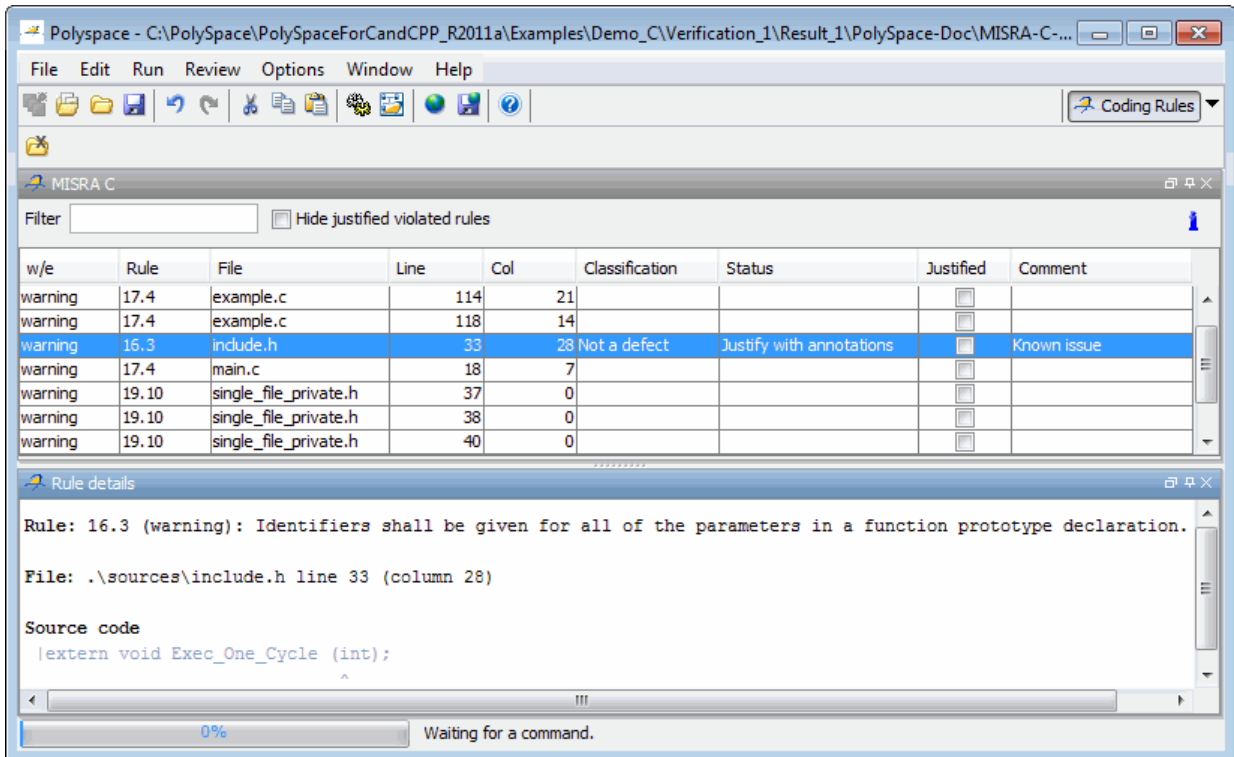 Polyspace - C:\PolySpace\PolySpaceForCandCPP_R2011a\Examples\Demo_C\Verification_1\Result_1\PolySpace-Doc\MISRA-C-...
File Edit Run Review Options Window Help
Coding Rules
MISRA C
Filter Hide justified violated rules
w/e Rule File Line Col Classification Status Justified Comment
warning 17.4 example.c 114 21
warning 17.4 example.c 118 14
warning 16.3 include.h 33 28 Not a defect Justify with annotations Known issue
warning 17.4 main.c 18 7
warning 19.10 single_file_private.h 37 0
warning 19.10 single_file_private.h 38 0
warning 19.10 single_file_private.h 40 0
Rule details
Rule: 16.3 (warning): Identifiers shall be given for all of the parameters in a function prototype declaration.
File: .\sources\include.h line 33 (column 28)
Source code
|extern void Exec_One_Cycle (int);
^
0% Waiting for a command.